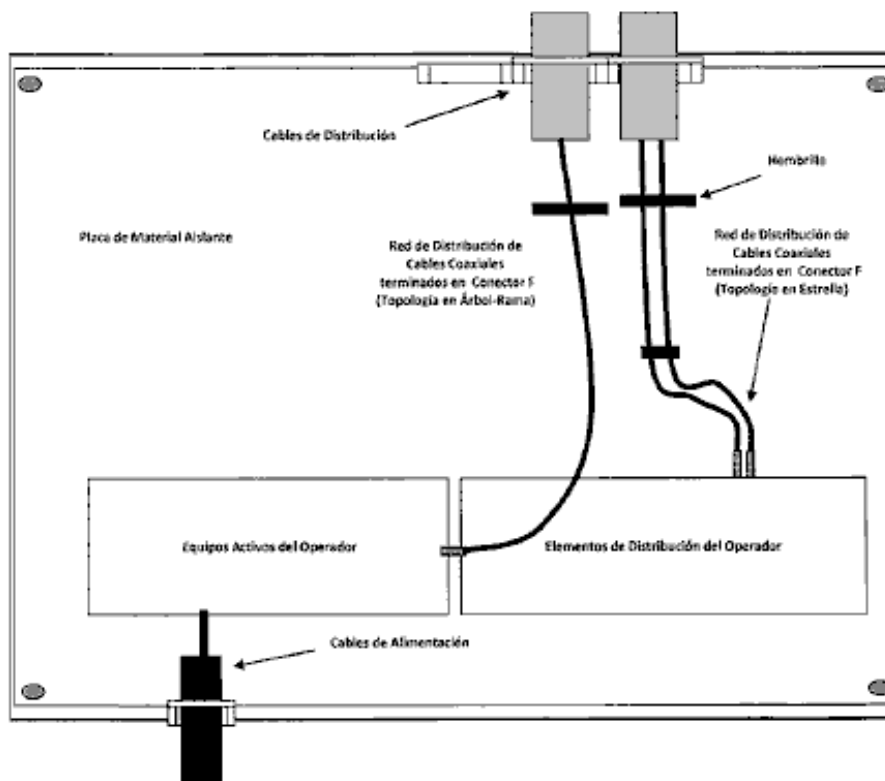 Cables de Distribución
Hembrilla
Placa de Material Aislante
Red de Distribución de
Cables Coaxiales
terminados en Conector F
(Topología en Árbol-Rama)
Red de Distribución de
Cables Coaxiales
terminados en Conector F
(Topología en Estrella)
Equipos Activos del Operador
Elementos de Distribución del Operador
Cables de Alimentación